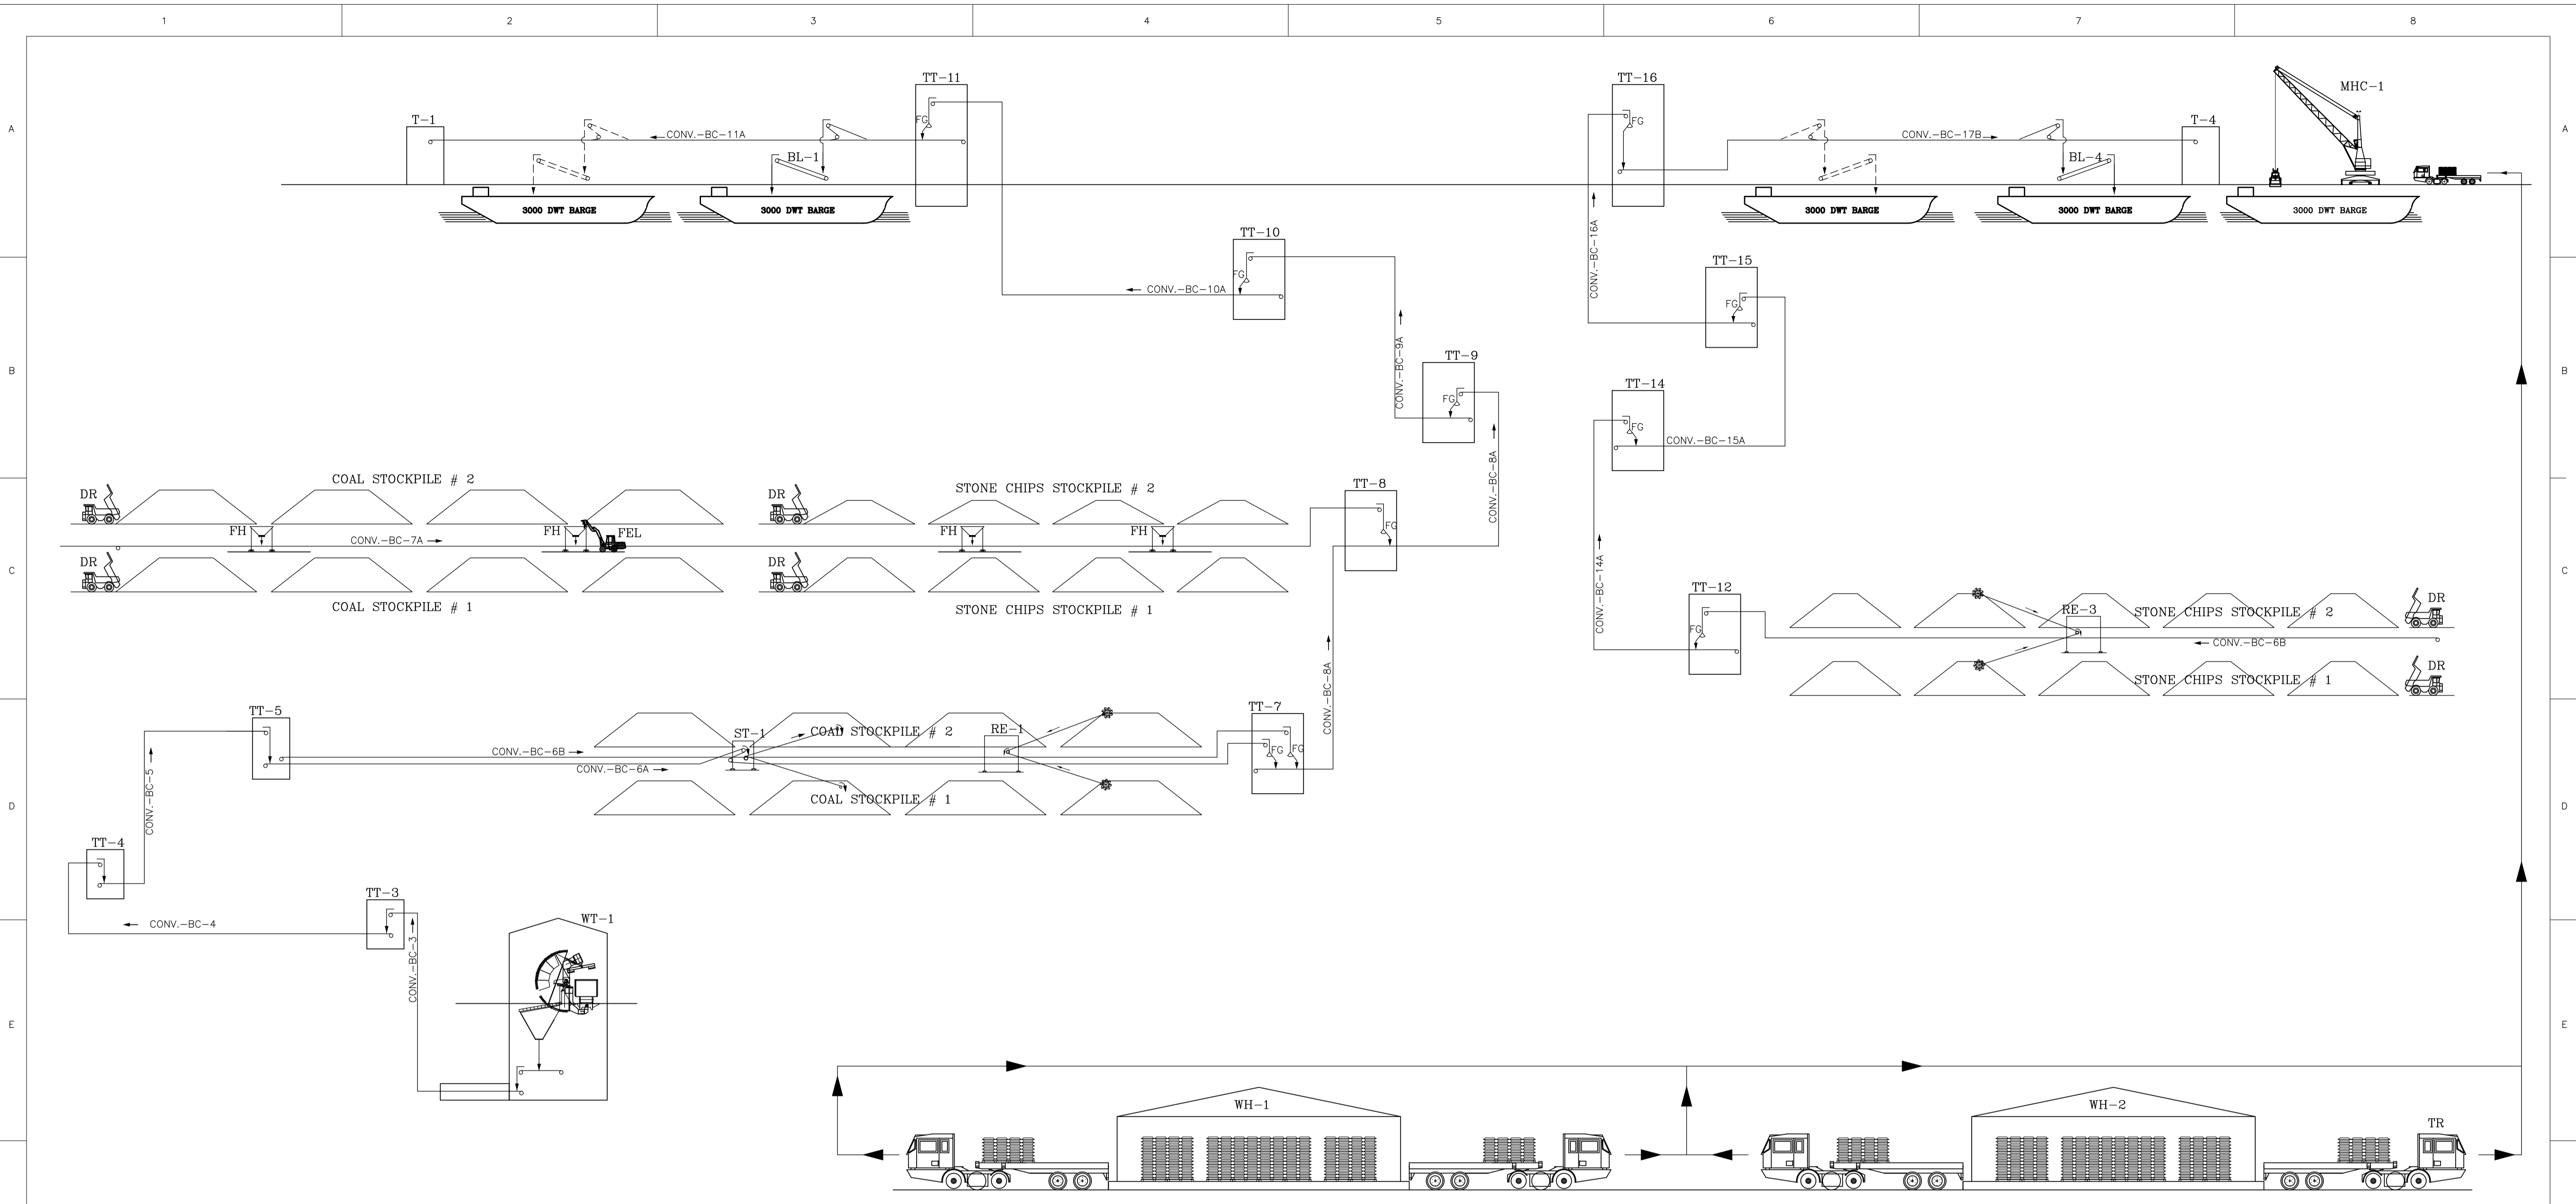 1 2 3 4 5 6 7 8
TT-11 TT-16
MHC-1
A T-1 T-4 A
FG FG
CONV.-BC-11A CONV.-BC-17B
BL-1 BL-4
3000 DWT BARGE 3000 DWT BARGE 3000 DWT BARGE 3000 DWT BARGE 3000 DWT BARGE
TT-10
CONV.-BC-16A
TT-15
FG
CONV.-BC-10A
FG
TT-9
CONV.-BC-9A
B B
TT-14
FG
FG
CONV.-BC-15A
COAL STOCKPILE # 2
STONE CHIPS STOCKPILE # 2
TT-8
CONV.-BC-8A
DR DR
FG
FH FH FEL FH FH
CONV.-BC-7A
DR DR
C C
CONV.-BC-14A
COAL STOCKPILE # 1
STONE CHIPS STOCKPILE # 1
TT-12
DR
RE-3 STONE CHIPS STOCKPILE # 2
FG
CONV.-BC-6B
DR
STONE CHIPS STOCKPILE # 1
CONV.-BC-8A
TT-5 TT-7
ST-1 COAL STOCKPILE # 2 RE-1
CONV.-BC-6B
FG FG
CONV.-BC-6A
CONV.-BC-5
COAL STOCKPILE # 1
D D
TT-4
TT-3
WT-1
CONV.-BC-4
CONV.-BC-3
E E
WH-1 WH-2
TR